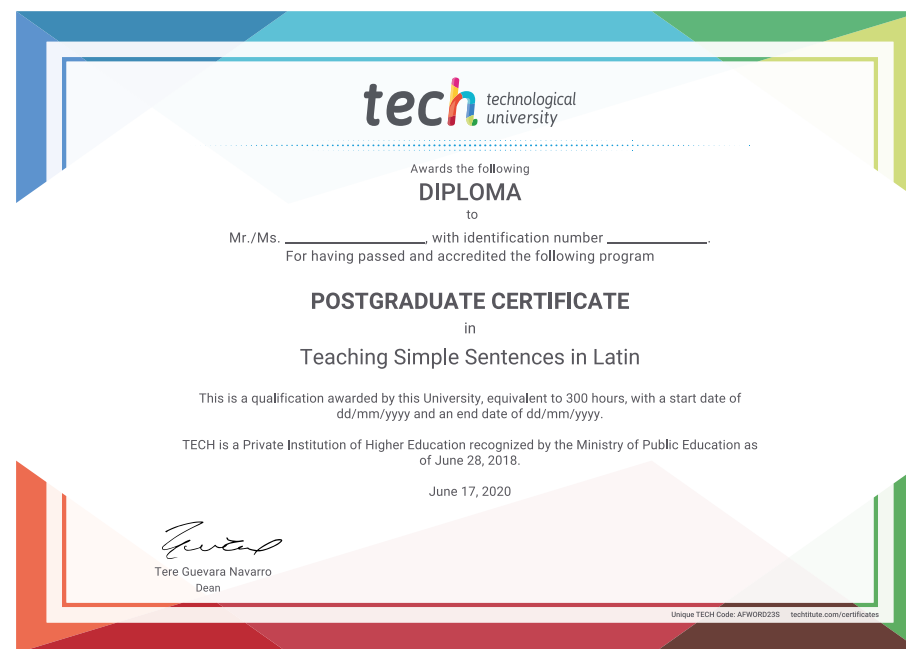 tech technological
university
Awards the following
DIPLOMA
to
Mr./Ms. ____________, with identification number ____________.
For having passed and accredited the following program
POSTGRADUATE CERTIFICATE
in
Teaching Simple Sentences in Latin
This is a qualification awarded by this University, equivalent to 300 hours, with a start date of
dd/mm/yyyy and an end date of dd/mm/yyyy.
TECH is a Private Institution of Higher Education recognized by the Ministry of Public Education as
of June 28, 2018.
June 17, 2020
Tere Guevara Navarro
Dean
Unique TECH Code: AFWORD23S techtitute.com/certificates